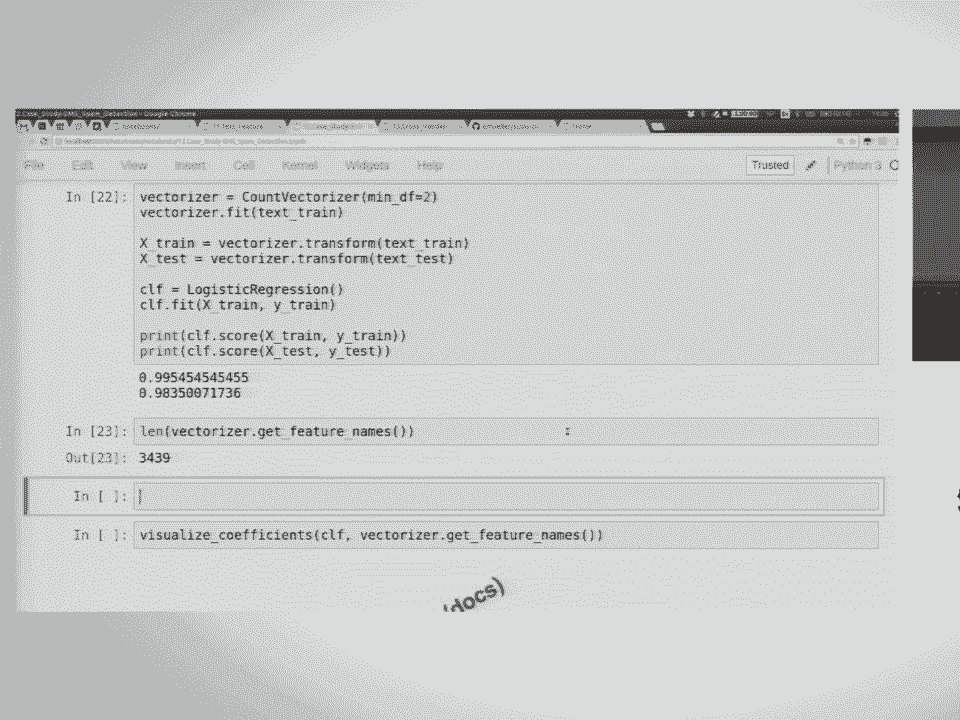 2.Case_Study-SMS_Spam_Detection - Google Chrome
File Edit View Insert Cell Kernel Widgets Help Trusted Python 3
In [22]: vectorizer = CountVectorizer(min_df=2)
vectorizer.fit(text_train)
X_train = vectorizer.transform(text_train)
X_test = vectorizer.transform(text_test)
clf = LogisticRegression()
clf.fit(X_train, y_train)
print(clf.score(X_train, y_train))
print(clf.score(X_test, y_test))
0.995454545455
0.98350071736
In [23]: len(vectorizer.get_feature_names())
Out[23]: 3439
In [ ]:
In [ ]: visualize_coefficients(clf, vectorizer.get_feature_names())
docs)